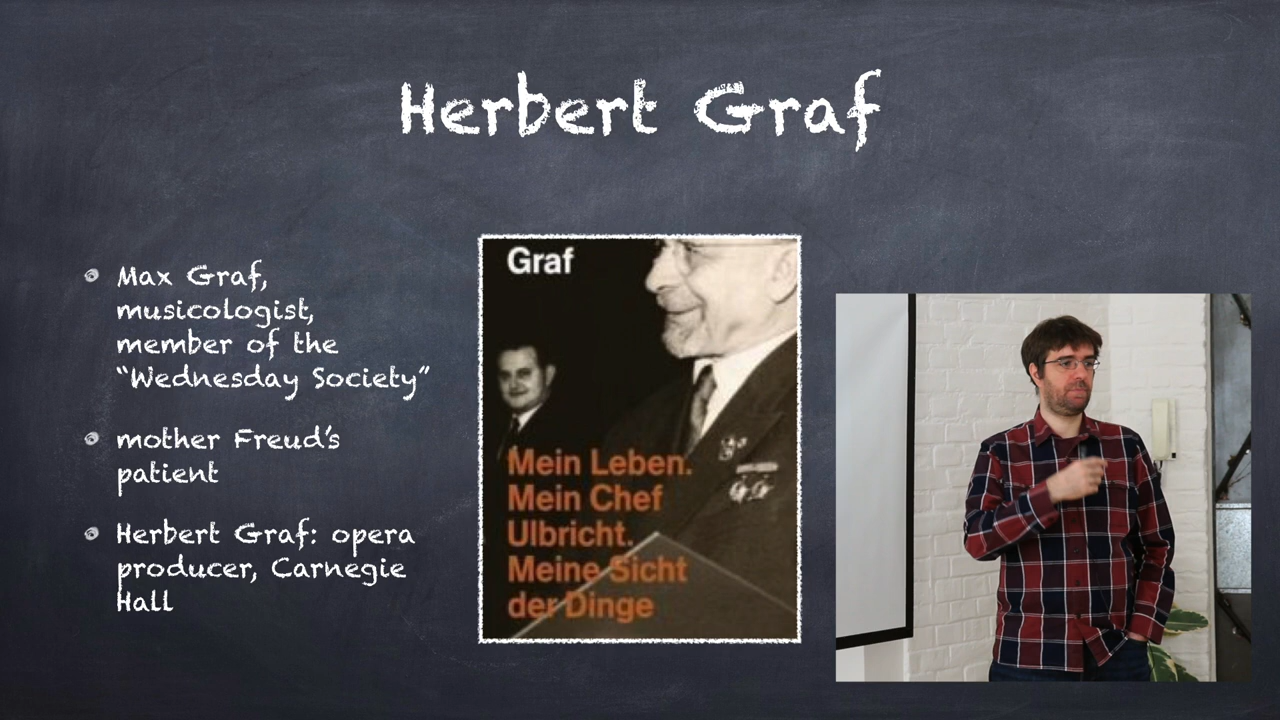 Herbert Graf
Max Graf,
musicologist,
member of the
“Wednesday Society”
mother Freud’s
patient
Herbert Graf: opera
producer, Carnegie
Hall
Graf
Mein Leben.
Mein Chef
Ulbricht.
Meine Sicht
der Dinge